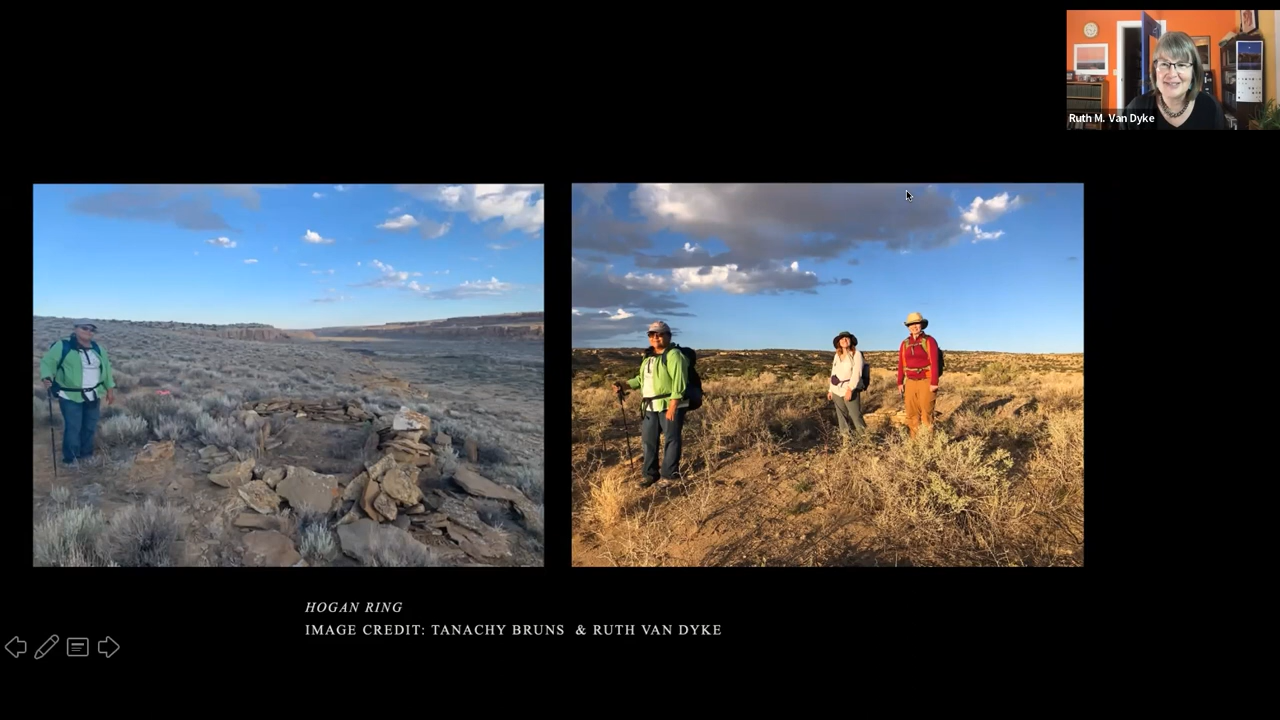 Ruth M. Van Dyke
HOGAN RING
IMAGE CREDIT: TANACHY BRUNS & RUTH VAN DYKE